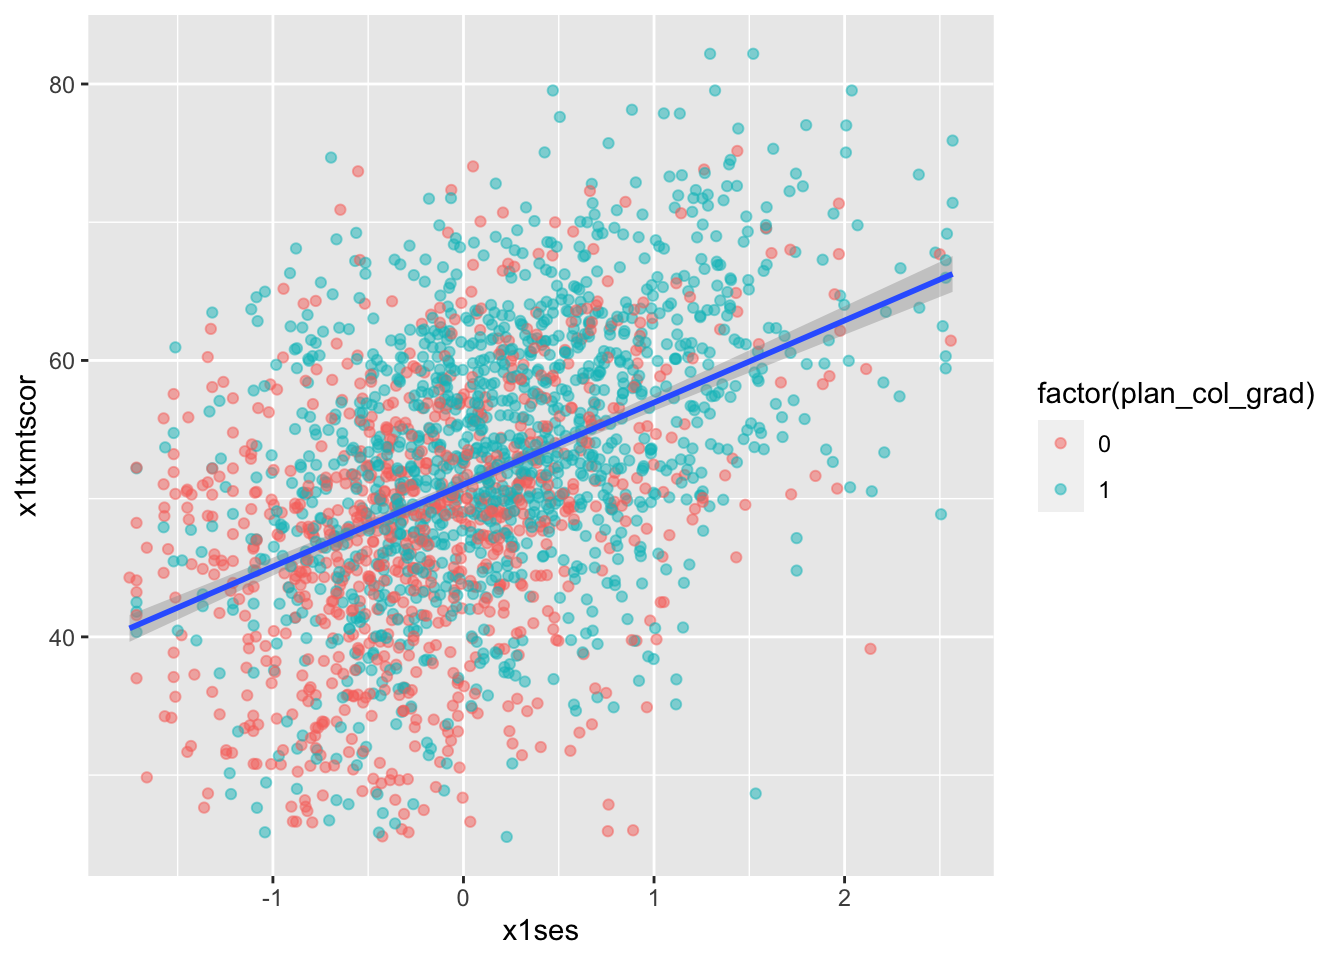 80
60
40
x1txmtscor
-1 0 1 2
x1ses
factor(plan_col_grad)
0
1